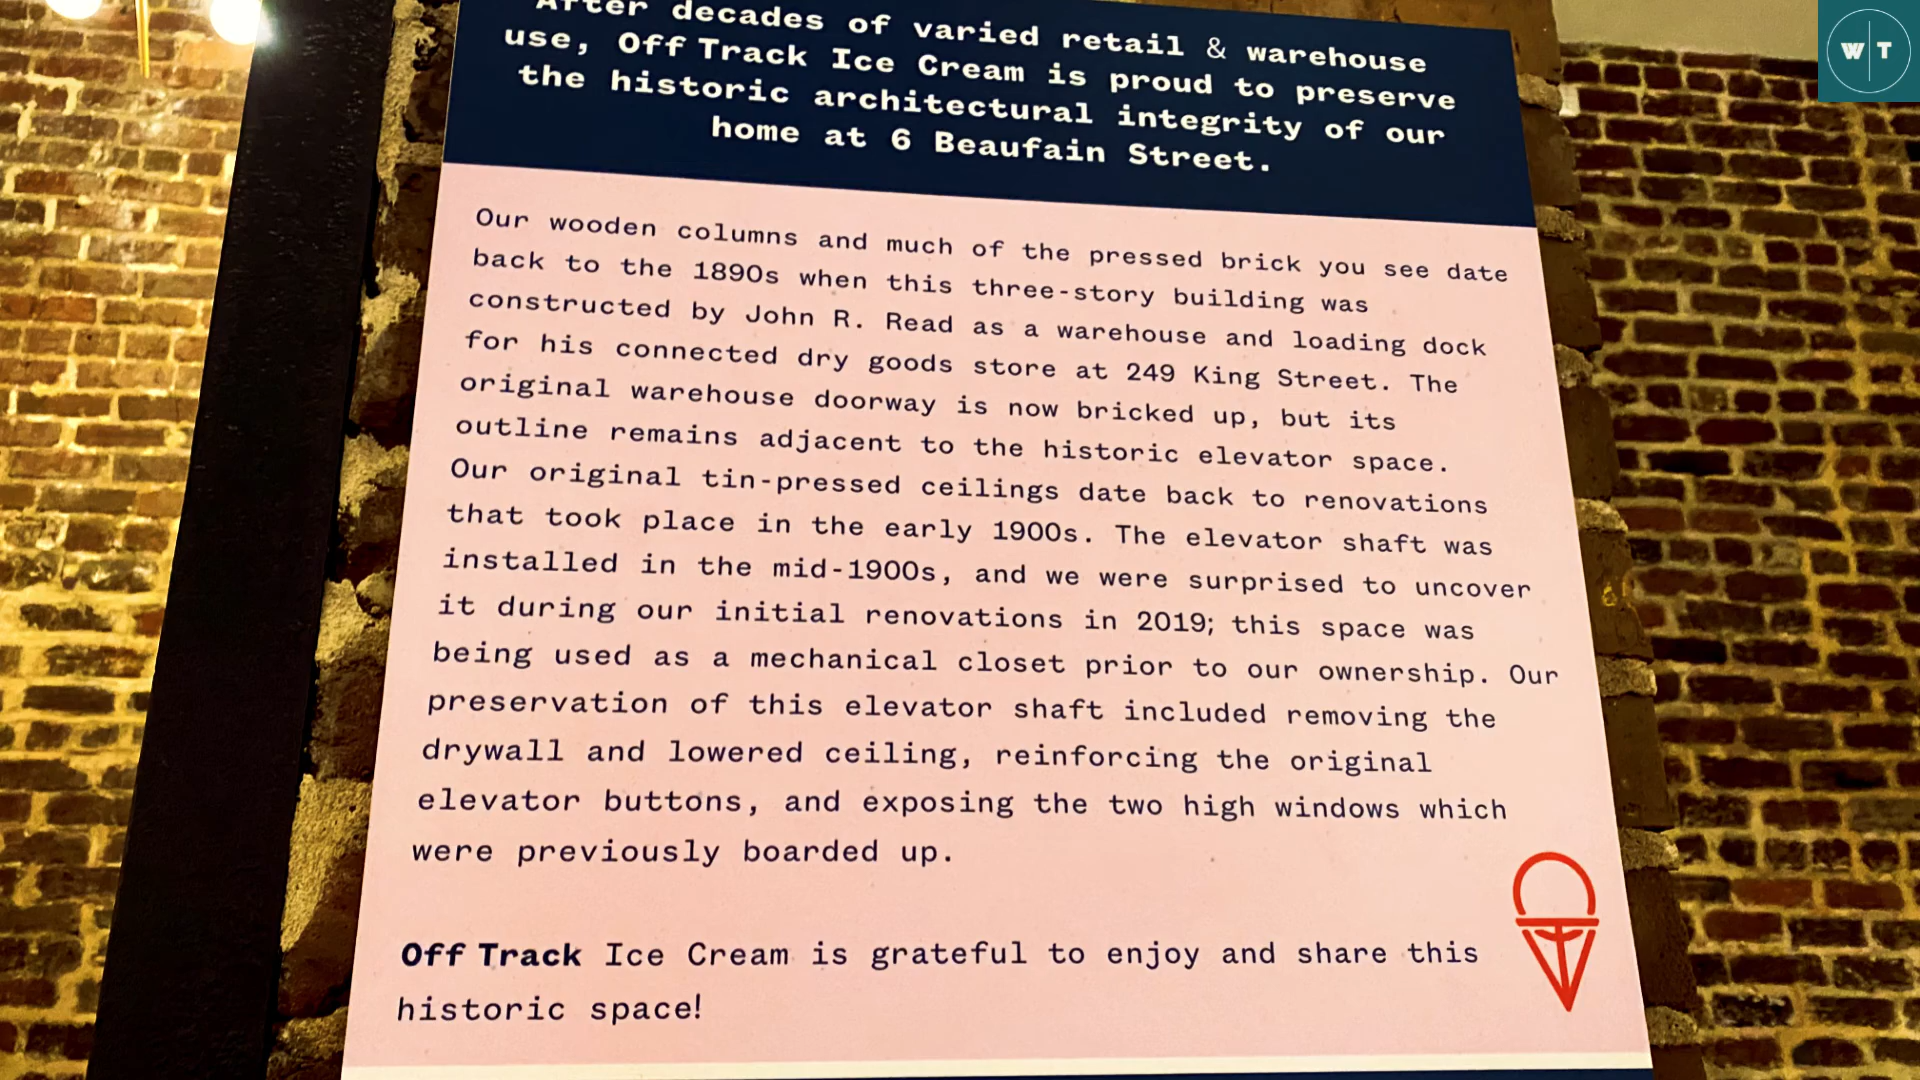 After decades of varied retail & warehouse
use, Off Track Ice Cream is proud to preserve
the historic architectural integrity of our
home at 6 Beaufain Street.
Our wooden columns and much of the pressed brick you see date
back to the 1890s when this three-story building was
constructed by John R. Read as a warehouse and loading dock
for his connected dry goods store at 249 King Street. The
original warehouse doorway is now bricked up, but its
outline remains adjacent to the historic elevator space.
Our original tin-pressed ceilings date back to renovations
that took place in the early 1900s. The elevator shaft was
installed in the mid-1900s, and we were surprised to uncover
it during our initial renovations in 2019; this space was
being used as a mechanical closet prior to our ownership. Our
preservation of this elevator shaft included removing the
drywall and lowered ceiling, reinforcing the original
elevator buttons, and exposing the two high windows which
were previously boarded up.
Off Track Ice Cream is grateful to enjoy and share this
historic space!
W T